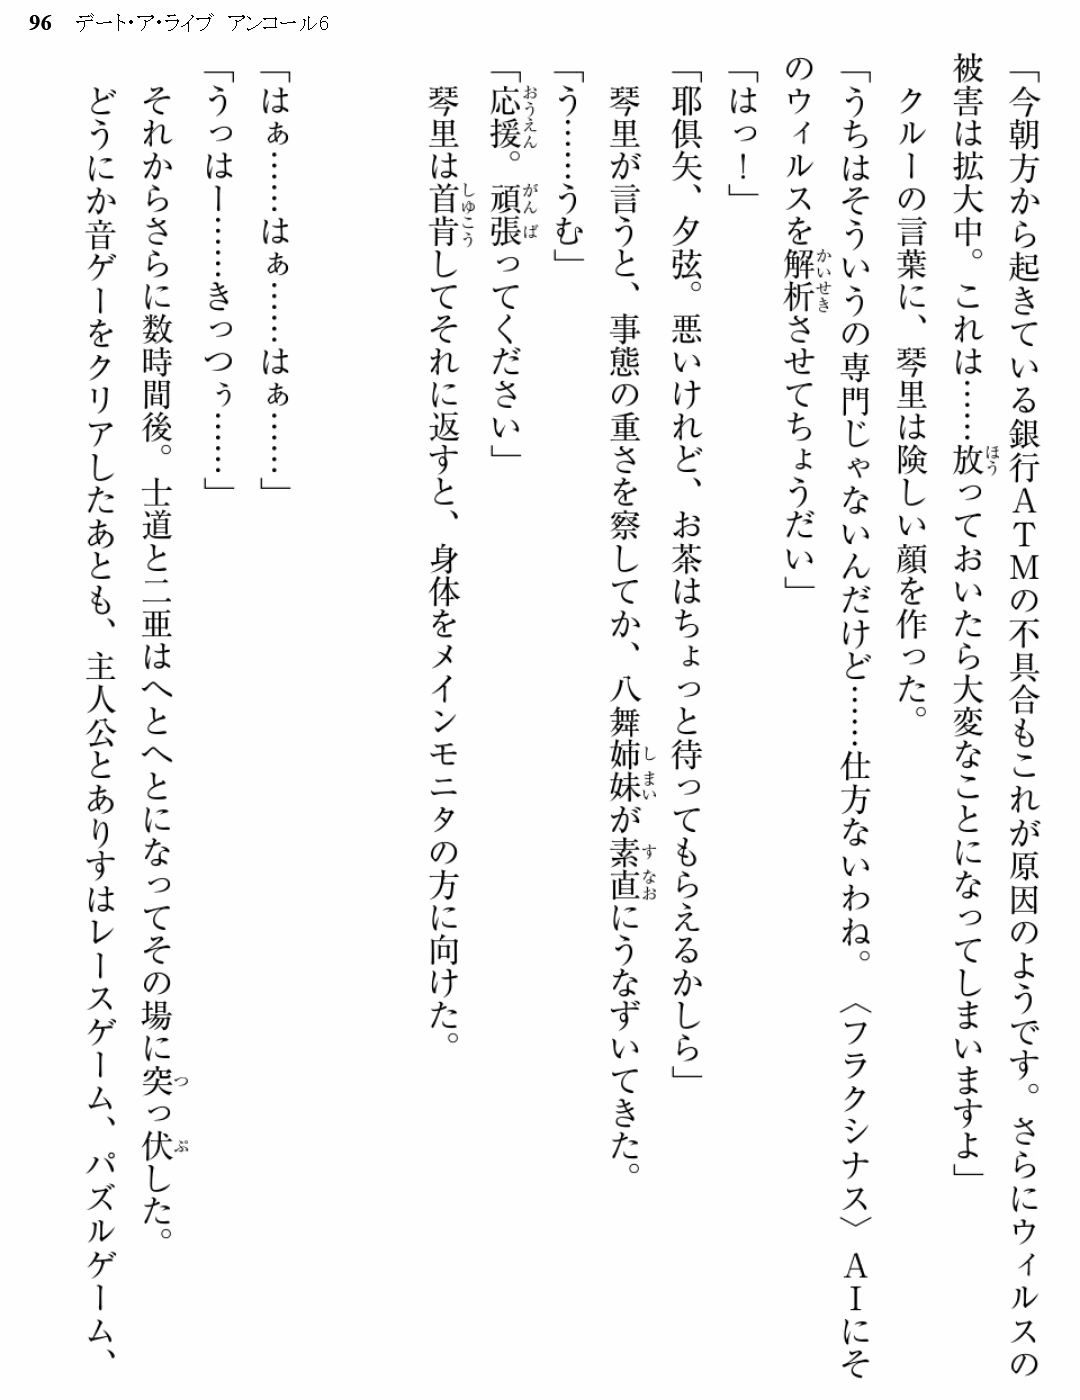 96　デート・ア・ライブ　アンコール6
「今朝方から起きている銀行ＡＴＭの不具合もこれが原因のようです。さらにウィルスの
被害は拡大中。これは……放っておいたら大変なことになってしまいますよ」
　クルーの言葉に、琴里は険しい顔を作った。
「うちはそういうの専門じゃないんだけど……仕方ないわね。〈フラクシナス〉ＡＩにそ
のウィルスを解析させてちょうだい」
「はっ！」
「耶倶矢、夕弦。悪いけれど、お茶はちょっと待ってもらえるかしら」
　琴里が言うと、事態の重さを察してか、八舞姉妹が素直にうなずいてきた。
「う……うむ」
「応援。頑張ってください」
　琴里は首肯してそれに返すと、身体をメインモニタの方に向けた。
「はぁ……はぁ……はぁ……」
「うっはー……きっつぅ……」
　それからさらに数時間後。士道と二亜はへとへとになってその場に突っ伏した。
　どうにか音ゲーをクリアしたあとも、主人公とありすはレースゲーム、パズルゲーム、